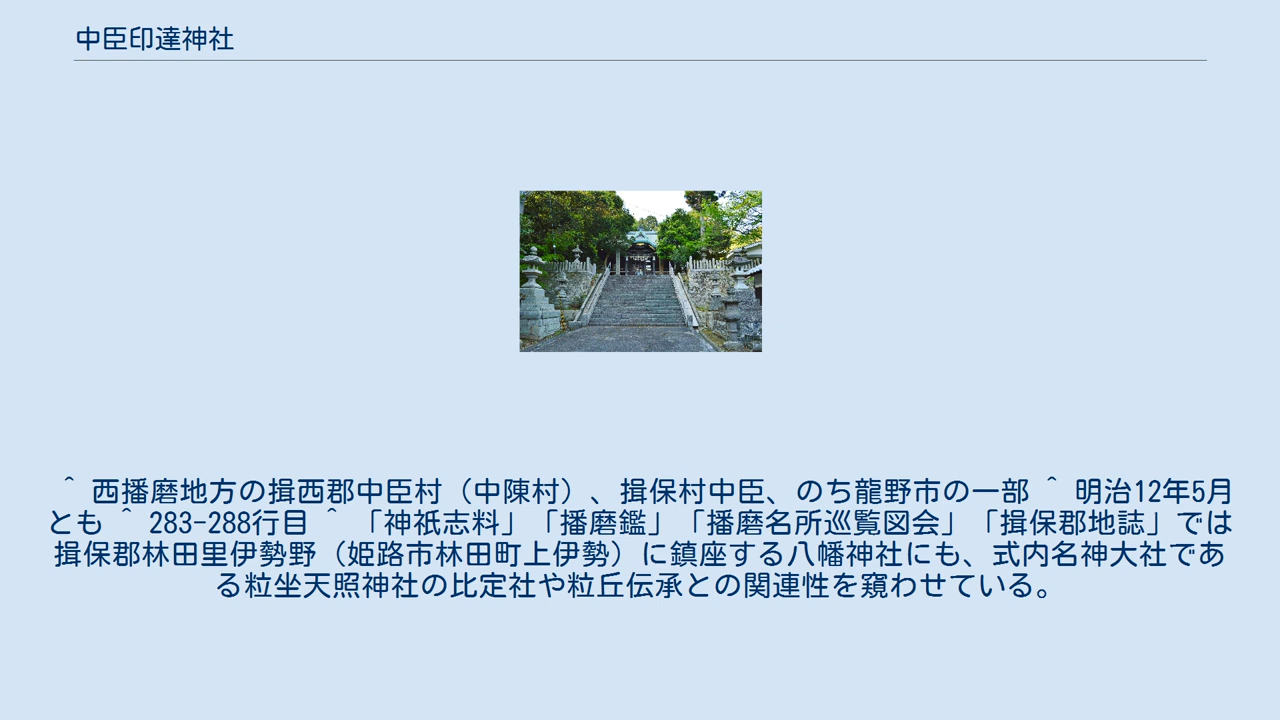 中臣印達神社
^ 西播磨地方の揖西郡中臣村（中陳村）、揖保村中臣、のち龍野市の一部 ^ 明治12年5月
とも ^ 283-288行目 ^ 「神祇志料」「播磨鑑」「播磨名所巡覧図会」「揖保郡地誌」では
揖保郡林田里伊勢野（姫路市林田町上伊勢）に鎮座する八幡神社にも、式内名神大社であ
る粒坐天照神社の比定社や粒丘伝承との関連性を窺わせている。